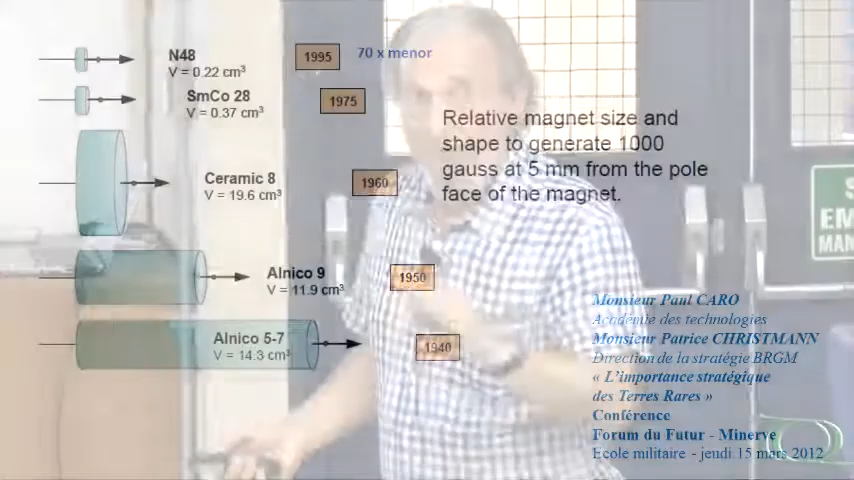 N48
V = 0.22 cm³
1995
70 x menor
SmCo 28
V = 0.37 cm³
1975
Relative magnet size and
shape to generate 1000
gauss at 5 mm from the pole
face of the magnet.
Ceramic 8
V = 19.6 cm³
1960
Alnico 9
V = 11.9 cm³
1950
Alnico 5-7
V = 14.3 cm³
1940
Monsieur Paul CARO
Académie des technologies
Monsieur Patrice CHRISTMANN
Direction de la stratégie BRGM
« L'importance stratégique
des Terres Rares »
Conférence
Forum du Futur - Minerve
Ecole militaire - jeudi 15 mars 2012